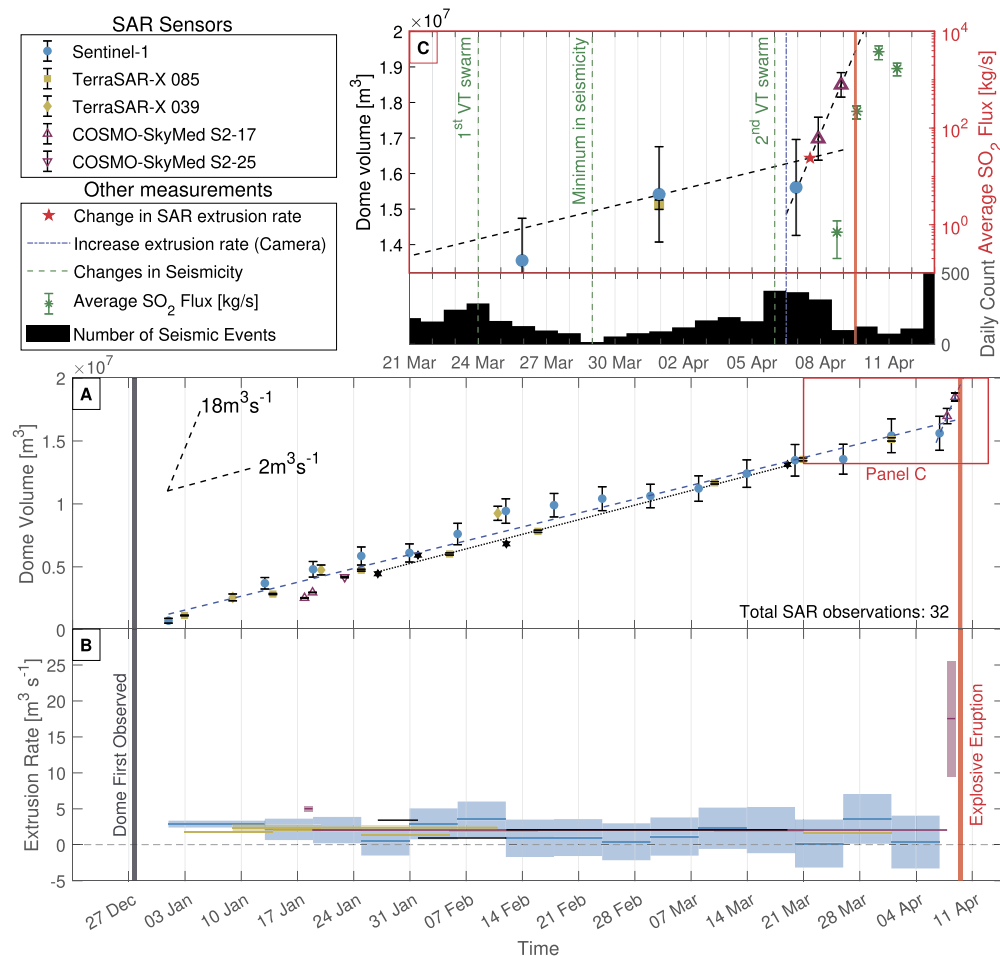 SAR Sensors
Sentinel-1
TerraSAR-X 085
TerraSAR-X 039
COSMO-SkyMed S2-17
COSMO-SkyMed S2-25
Other measurements
Change in SAR extrusion rate
Increase extrusion rate (Camera)
Changes in Seismicity
Average SO2 Flux [kg/s]
Number of Seismic Events
×10^7
C
2
1.9
1.8
1.7
1.6
1.5
1.4
Dome volume [m^3]
1st VT swarm
Minimum in seismicity
2nd VT swarm
10^4
10^2
10^0
Average SO2 Flux [kg/s]
500
0
Daily Count
21 Mar 24 Mar 27 Mar 30 Mar 02 Apr 05 Apr 08 Apr 11 Apr
×10^7
A
2
1.5
1
0.5
0
Dome Volume [m^3]
18m^3s^-1
2m^3s^-1
Panel C
Total SAR observations: 32
B
25
20
15
10
5
0
-5
Extrusion Rate [m^3 s^-1]
Dome First Observed
Explosive Eruption
27 Dec 03 Jan 10 Jan 17 Jan 24 Jan 31 Jan 07 Feb 14 Feb 21 Feb 28 Feb 07 Mar 14 Mar 21 Mar 28 Mar 04 Apr 11 Apr
Time